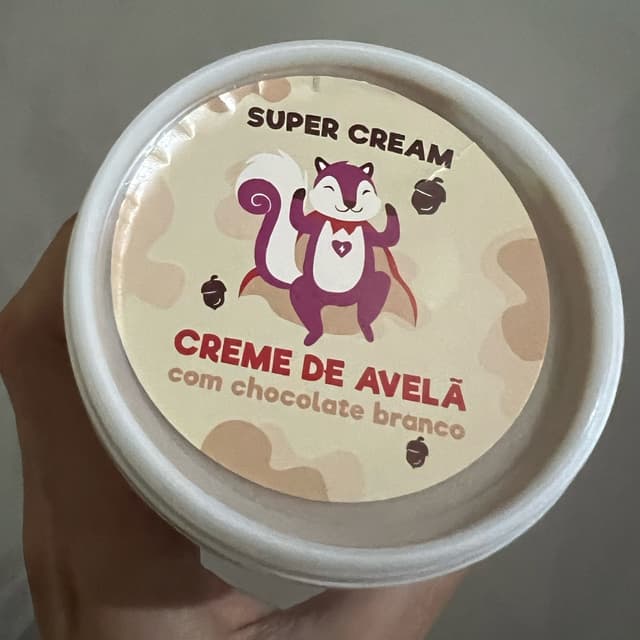 SUPER CREAM
CREME DE AVELÃ
com chocolate branco